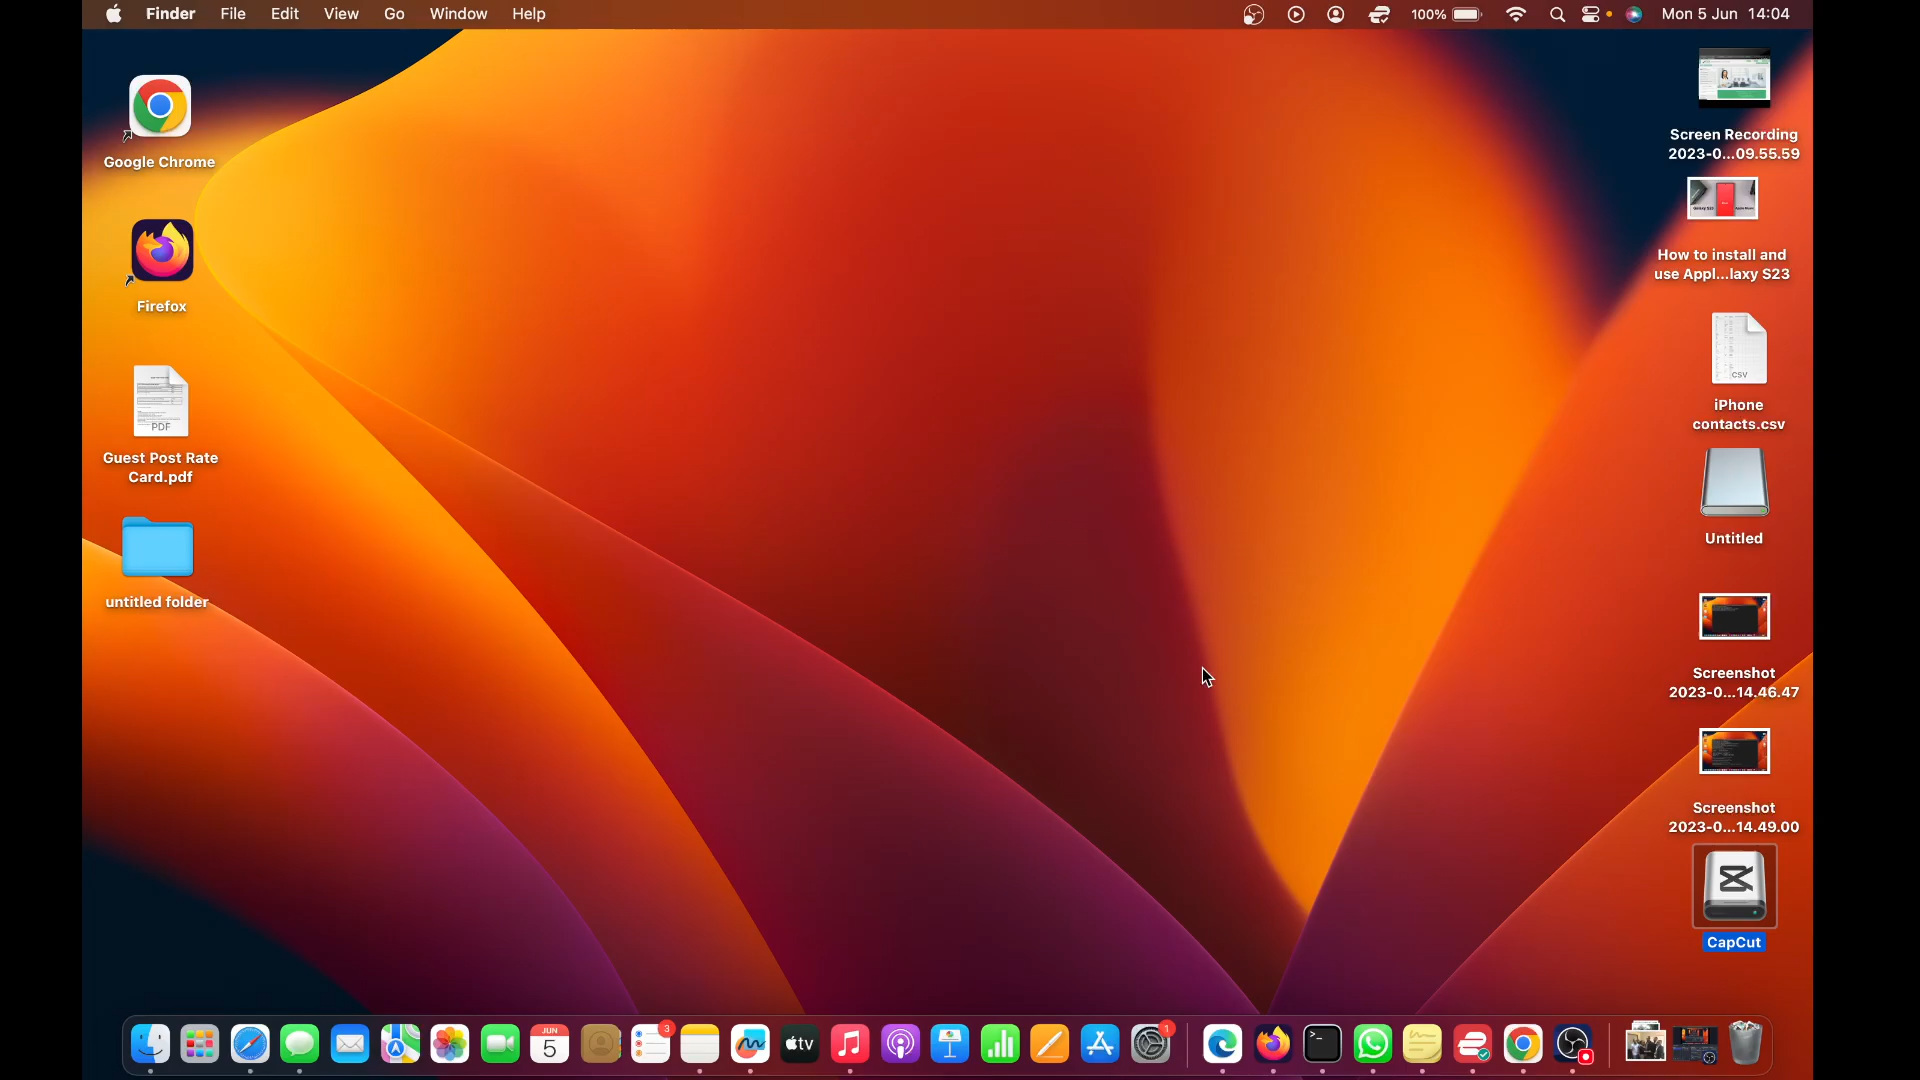 Finder File Edit View Go Window Help 100% Mon 5 Jun 14:04
Google Chrome
Firefox
PDF
Guest Post Rate
Card.pdf
untitled folder
Screen Recording
2023-0...09.55.59
How to install and
use Appl...laxy S23
CSV
iPhone
contacts.csv
Untitled
Screenshot
2023-0...14.46.47
Screenshot
2023-0...14.49.00
CapCut
JUN
5
3
tv
1